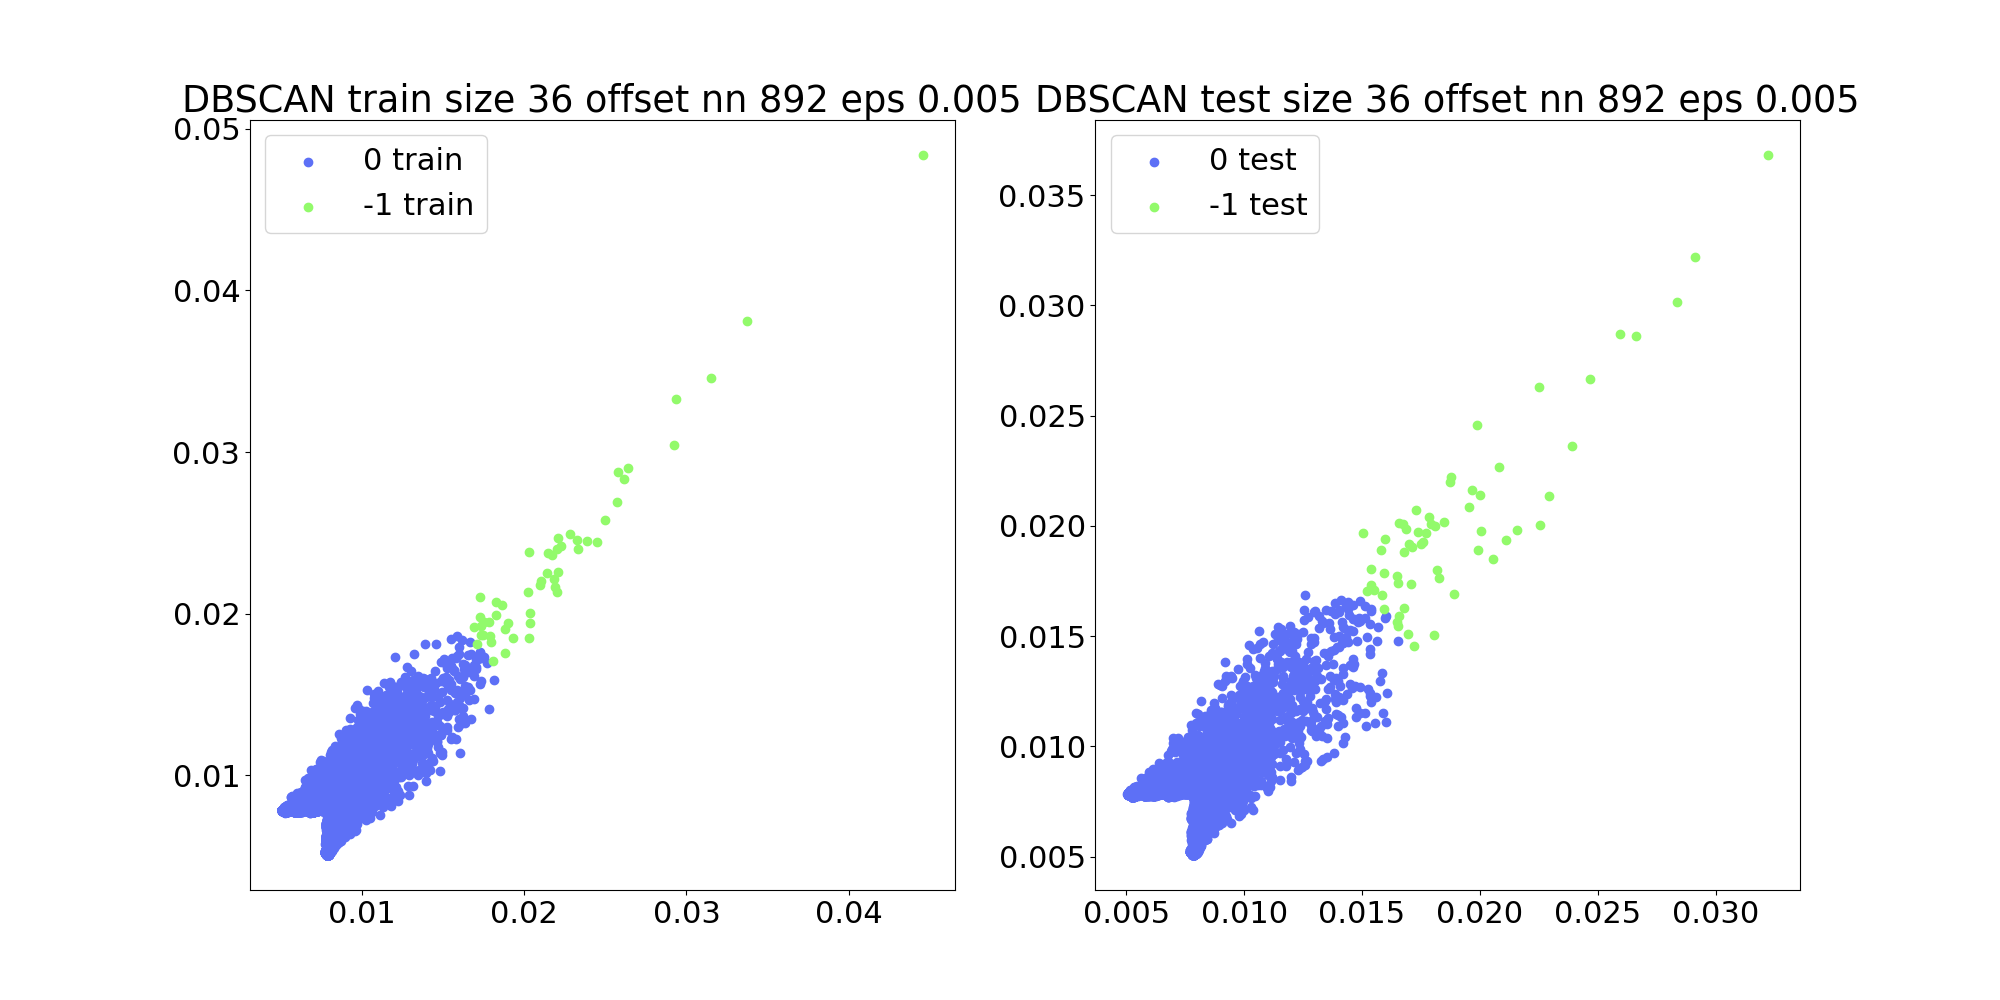 DBSCAN train size 36 offset nn 892 eps 0.005
0 train
-1 train
0.05
0.04
0.03
0.02
0.01
0.01 0.02 0.03 0.04
DBSCAN test size 36 offset nn 892 eps 0.005
0 test
-1 test
0.035
0.030
0.025
0.020
0.015
0.010
0.005
0.005 0.010 0.015 0.020 0.025 0.030